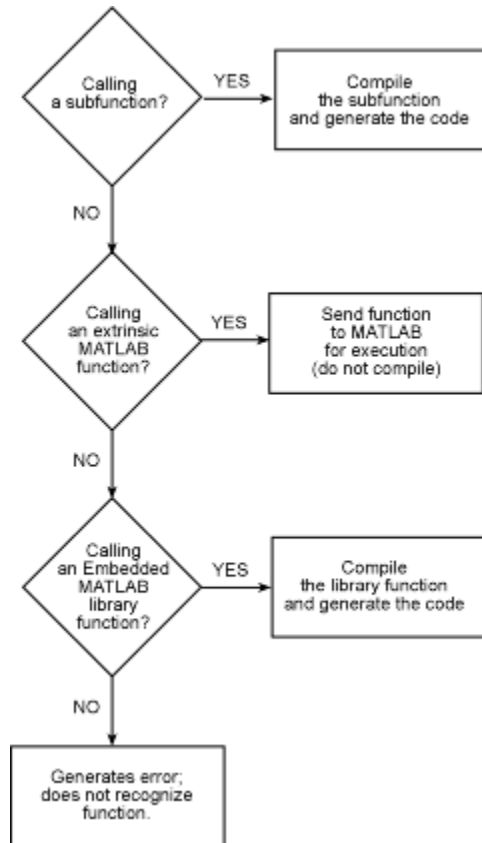 Calling
a subfunction?
YES
Compile
the subfunction
and generate the code
NO
Calling
an extrinsic
MATLAB
function?
YES
Send function
to MATLAB
for execution
(do not compile)
NO
Calling
an Embedded
MATLAB
library
function?
YES
Compile
the library function
and generate the code
NO
Generates error;
does not recognize
function.